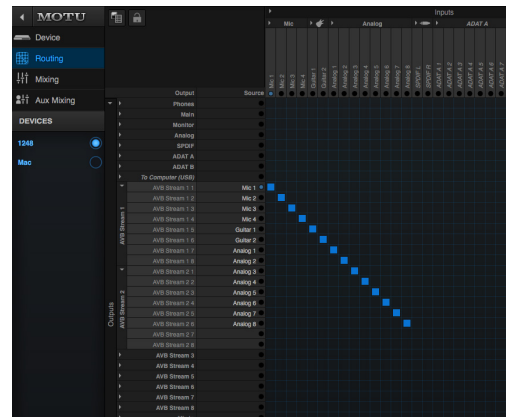 MOTU
Device
Routing
Mixing
Aux Mixing
DEVICES
1248
Mac
Inputs
Mic
Analog
ADAT A
Mic 1
Mic 2
Mic 3
Mic 4
Guitar 1
Guitar 2
Analog 1
Analog 2
Analog 3
Analog 4
Analog 5
Analog 6
Analog 7
Analog 8
SPDIF L
SPDIF R
ADAT A 1
ADAT A 2
ADAT A 3
ADAT A 4
ADAT A 5
ADAT A 6
ADAT A 7
Output Source
Phones
Main
Monitor
Analog
SPDIF
ADAT A
ADAT B
To Computer (USB)
Outputs
AVB Stream 1
AVB Stream 1 1 Mic 1
AVB Stream 1 2 Mic 2
AVB Stream 1 3 Mic 3
AVB Stream 1 4 Mic 4
AVB Stream 1 5 Guitar 1
AVB Stream 1 6 Guitar 2
AVB Stream 1 7 Analog 1
AVB Stream 1 8 Analog 2
AVB Stream 2
AVB Stream 2 1 Analog 3
AVB Stream 2 2 Analog 4
AVB Stream 2 3 Analog 5
AVB Stream 2 4 Analog 6
AVB Stream 2 5 Analog 7
AVB Stream 2 6 Analog 8
AVB Stream 2 7
AVB Stream 2 8
AVB Stream 3
AVB Stream 4
AVB Stream 5
AVB Stream 6
AVB Stream 7
AVB Stream 8